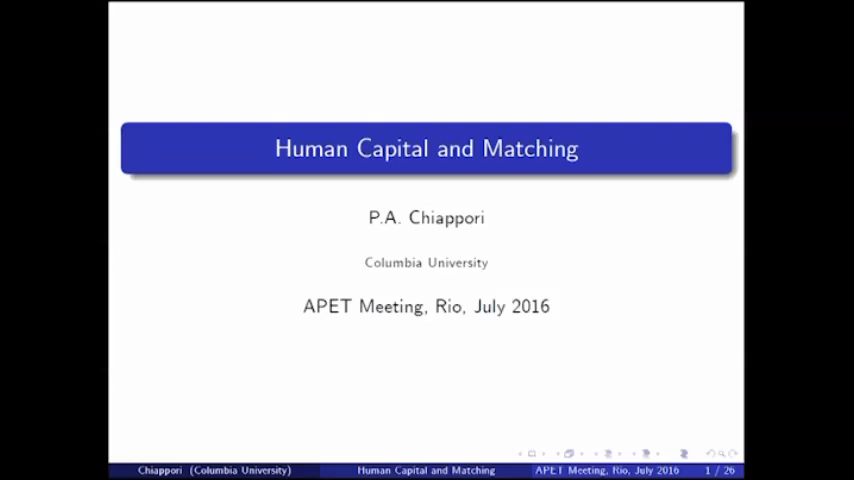 Human Capital and Matching
P.A. Chiappori
Columbia University
APET Meeting, Rio, July 2016
Chiappori (Columbia University) Human Capital and Matching APET Meeting, Rio, July 2016 1 / 26